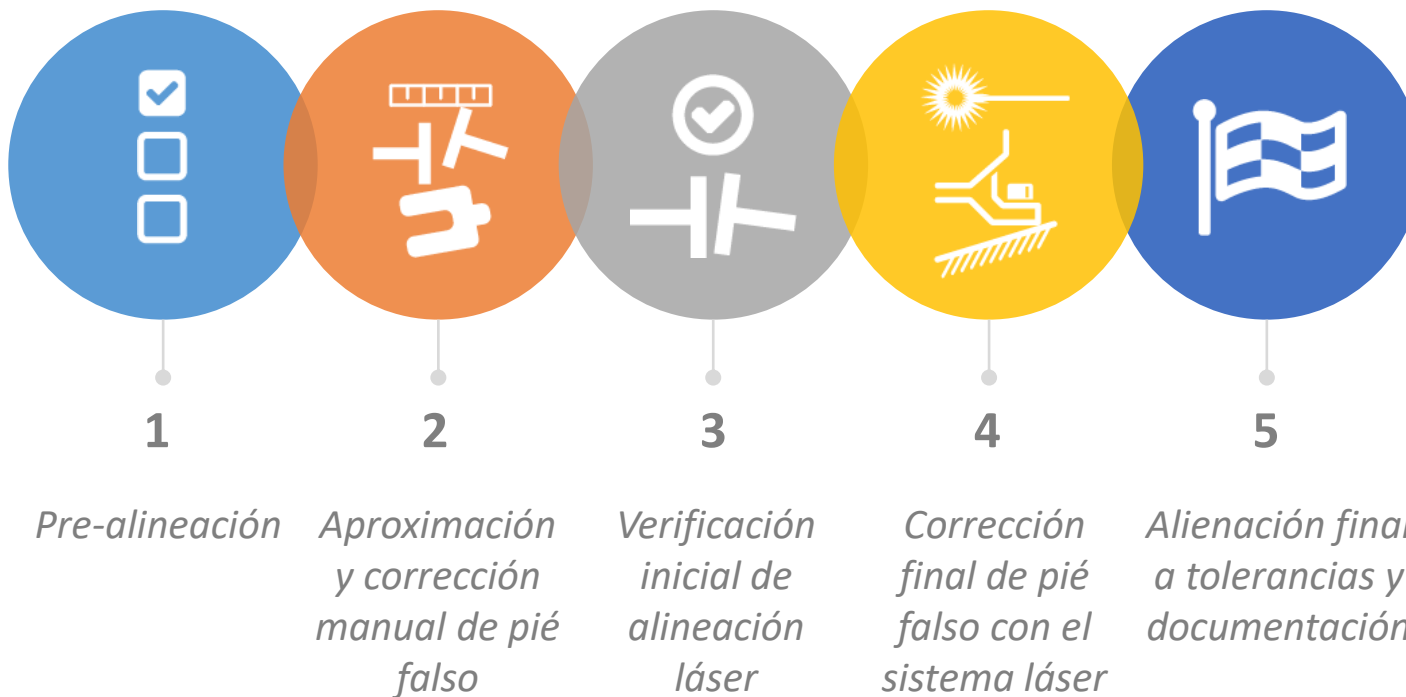 1
Pre-alineación
2
Aproximación
y corrección
manual de pié
falso
3
Verificación
inicial de
alineación
láser
4
Corrección
final de pié
falso con el
sistema láser
5
Alienación final
a tolerancias y
documentación